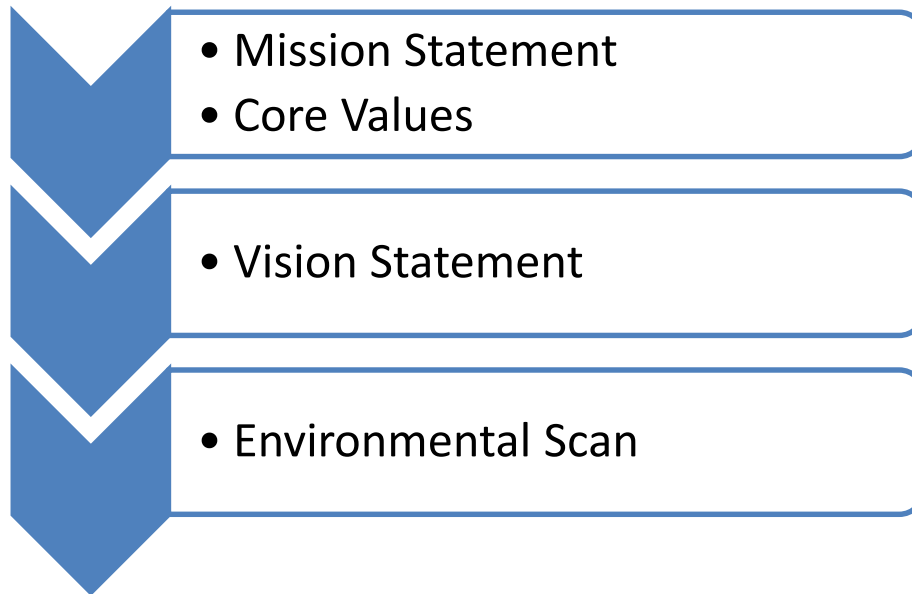 • Mission Statement
• Core Values
• Vision Statement
• Environmental Scan